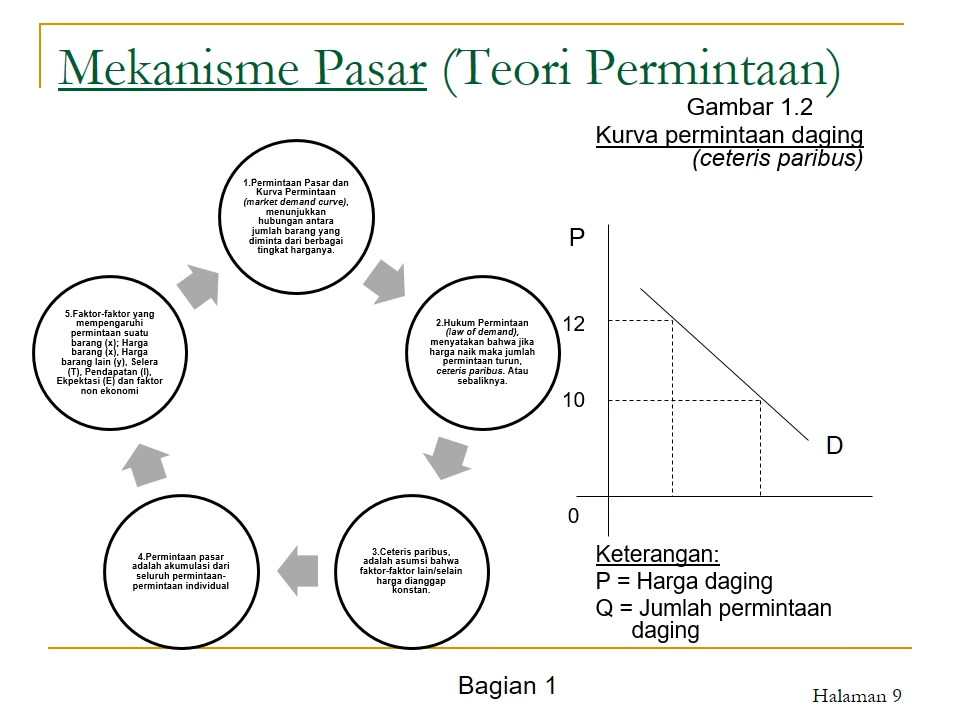 Mekanisme Pasar (Teori Permintaan)
Gambar 1.2
Kurva permintaan daging
(ceteris paribus)
1.Permintaan Pasar dan
Kurva Permintaan
(market demand curve),
menunjukkan
hubungan antara
jumlah barang yang
diminta dari berbagai
tingkat harganya.
2.Hukum Permintaan
(law of demand),
menyatakan bahwa jika
harga naik maka jumlah
permintaan turun,
ceteris paribus. Atau
sebaliknya.
3.Ceteris paribus,
adalah asumsi bahwa
faktor-faktor lain/selain
harga dianggap
konstan.
4.Permintaan pasar
adalah akumulasi dari
seluruh permintaan-
permintaan individual
5.Faktor-faktor yang
mempengaruhi
permintaan suatu
barang (x); Harga
barang (x), Harga
barang lain (y), Selera
(T), Pendapatan (I),
Ekpektasi (E) dan faktor
non ekonomi
P
12
10
D
0
Keterangan:
P = Harga daging
Q = Jumlah permintaan
daging
Bagian 1
Halaman 9